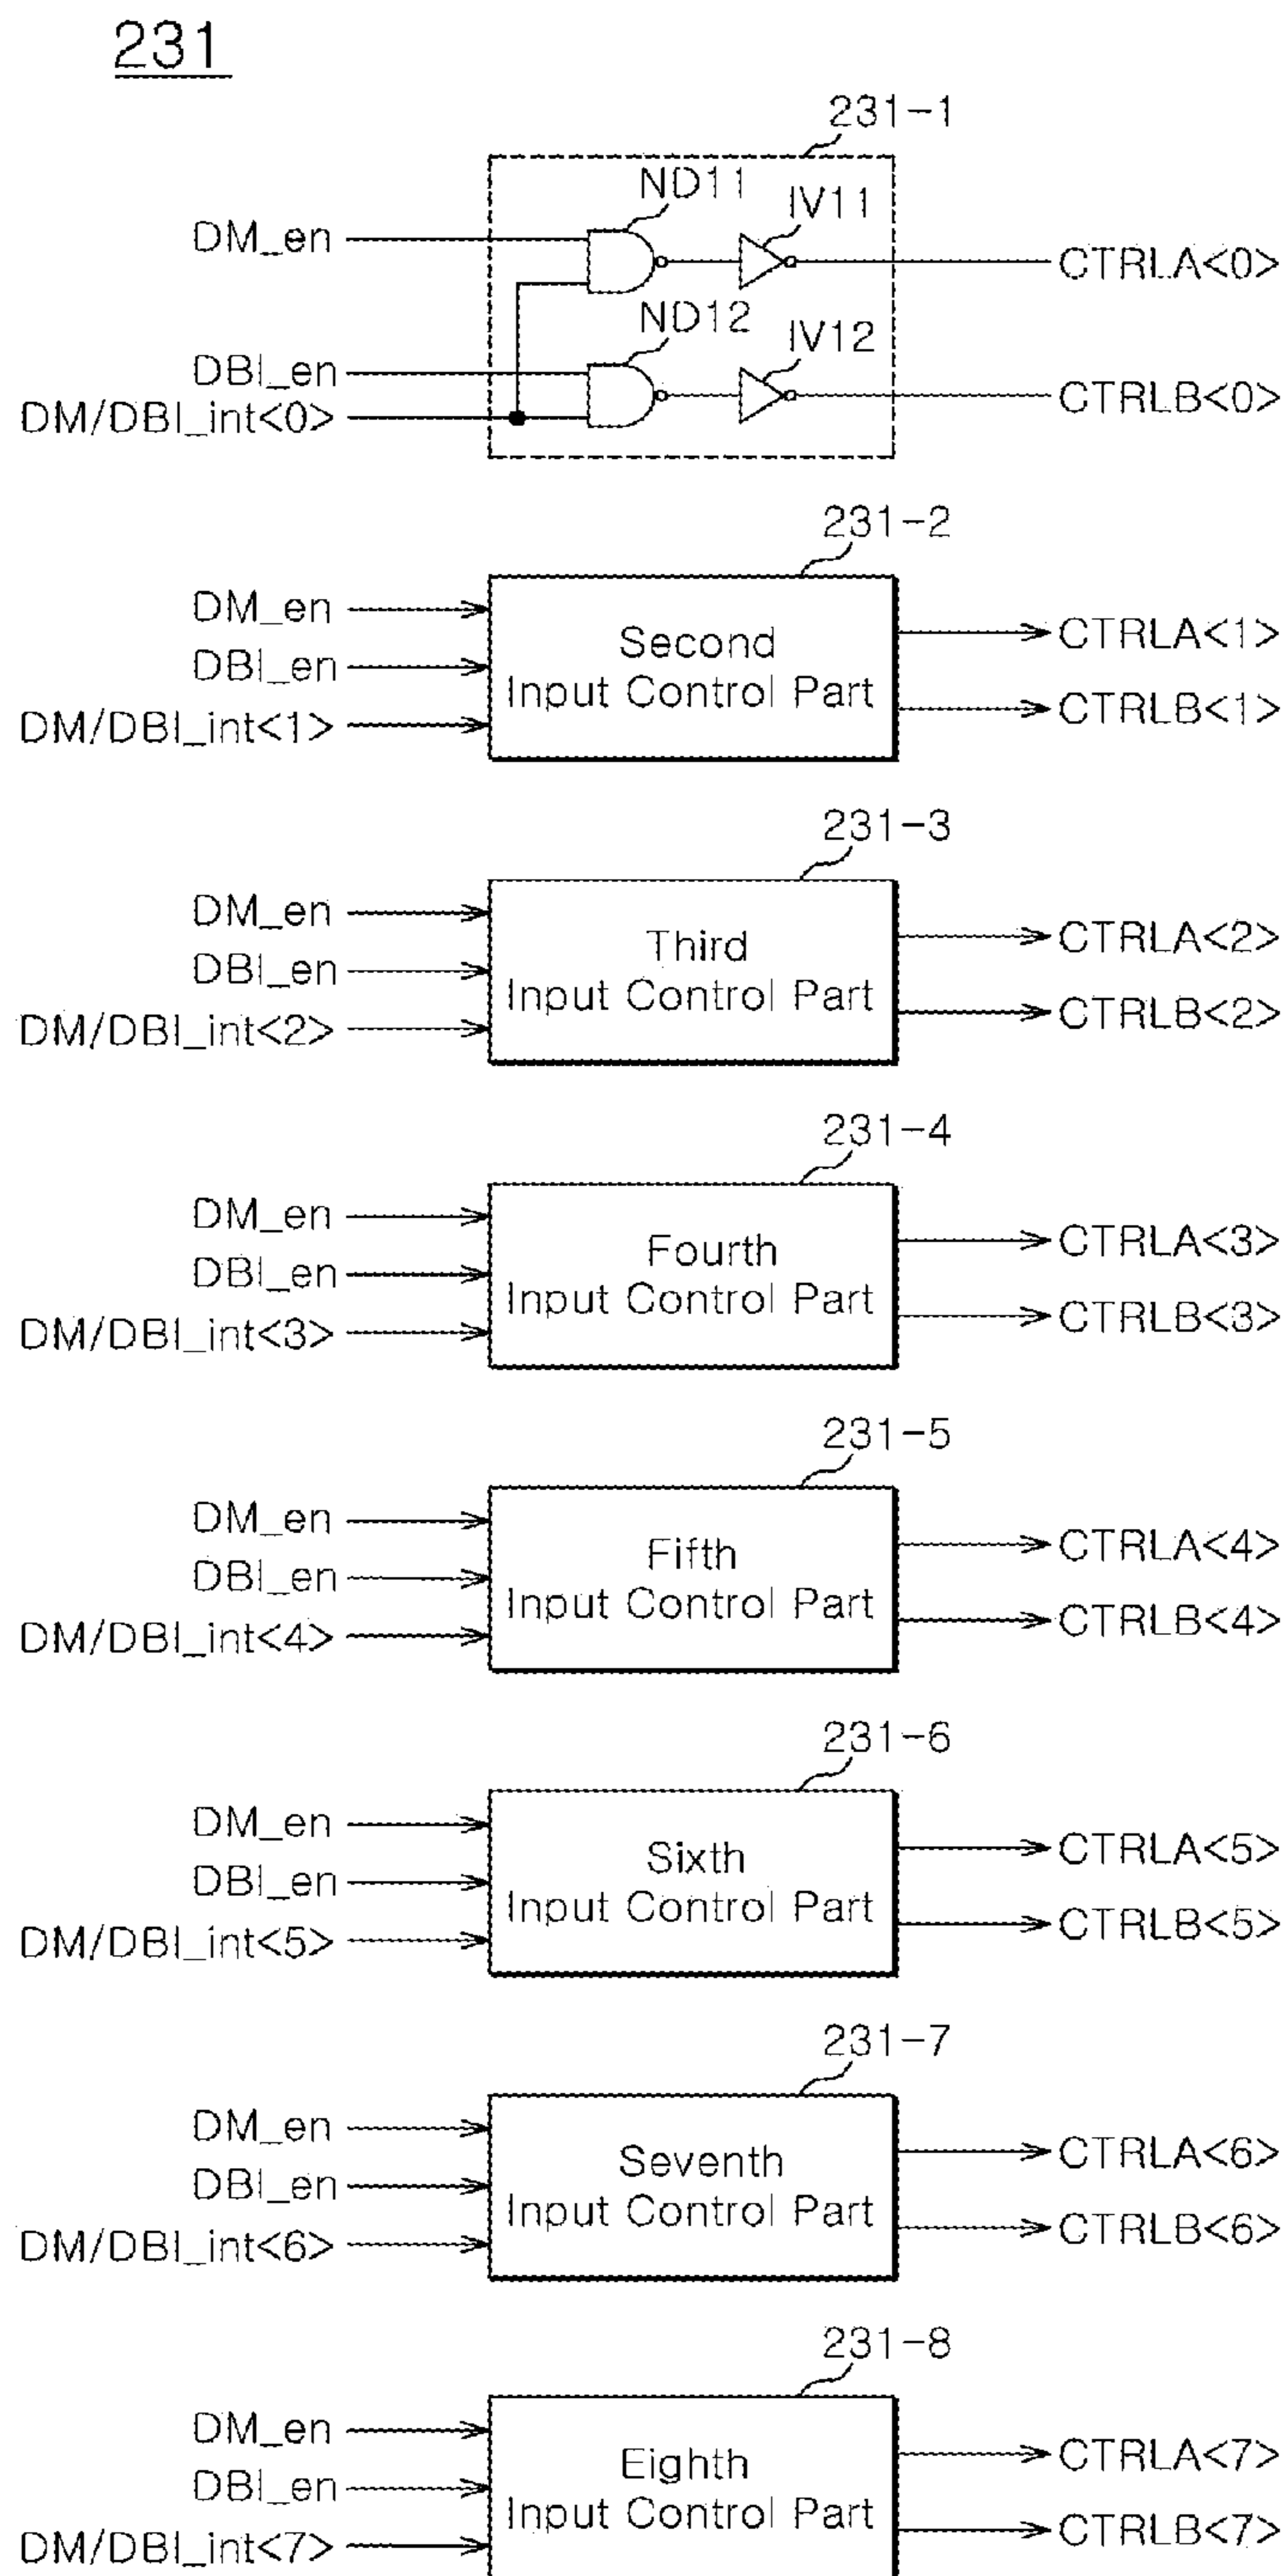 231
231-1
ND11
IV11
DM_en
CTRLA<0>
ND12
IV12
DBI_en
CTRLB<0>
DM/DBI_int<0>
231-2
DM_en
DBI_en
DM/DBI_int<1>
Second
Input Control Part
CTRLA<1>
CTRLB<1>
231-3
DM_en
DBI_en
DM/DBI_int<2>
Third
Input Control Part
CTRLA<2>
CTRLB<2>
231-4
DM_en
DBI_en
DM/DBI_int<3>
Fourth
Input Control Part
CTRLA<3>
CTRLB<3>
231-5
DM_en
DBI_en
DM/DBI_int<4>
Fifth
Input Control Part
CTRLA<4>
CTRLB<4>
231-6
DM_en
DBI_en
DM/DBI_int<5>
Sixth
Input Control Part
CTRLA<5>
CTRLB<5>
231-7
DM_en
DBI_en
DM/DBI_int<6>
Seventh
Input Control Part
CTRLA<6>
CTRLB<6>
231-8
DM_en
DBI_en
DM/DBI_int<7>
Eighth
Input Control Part
CTRLA<7>
CTRLB<7>